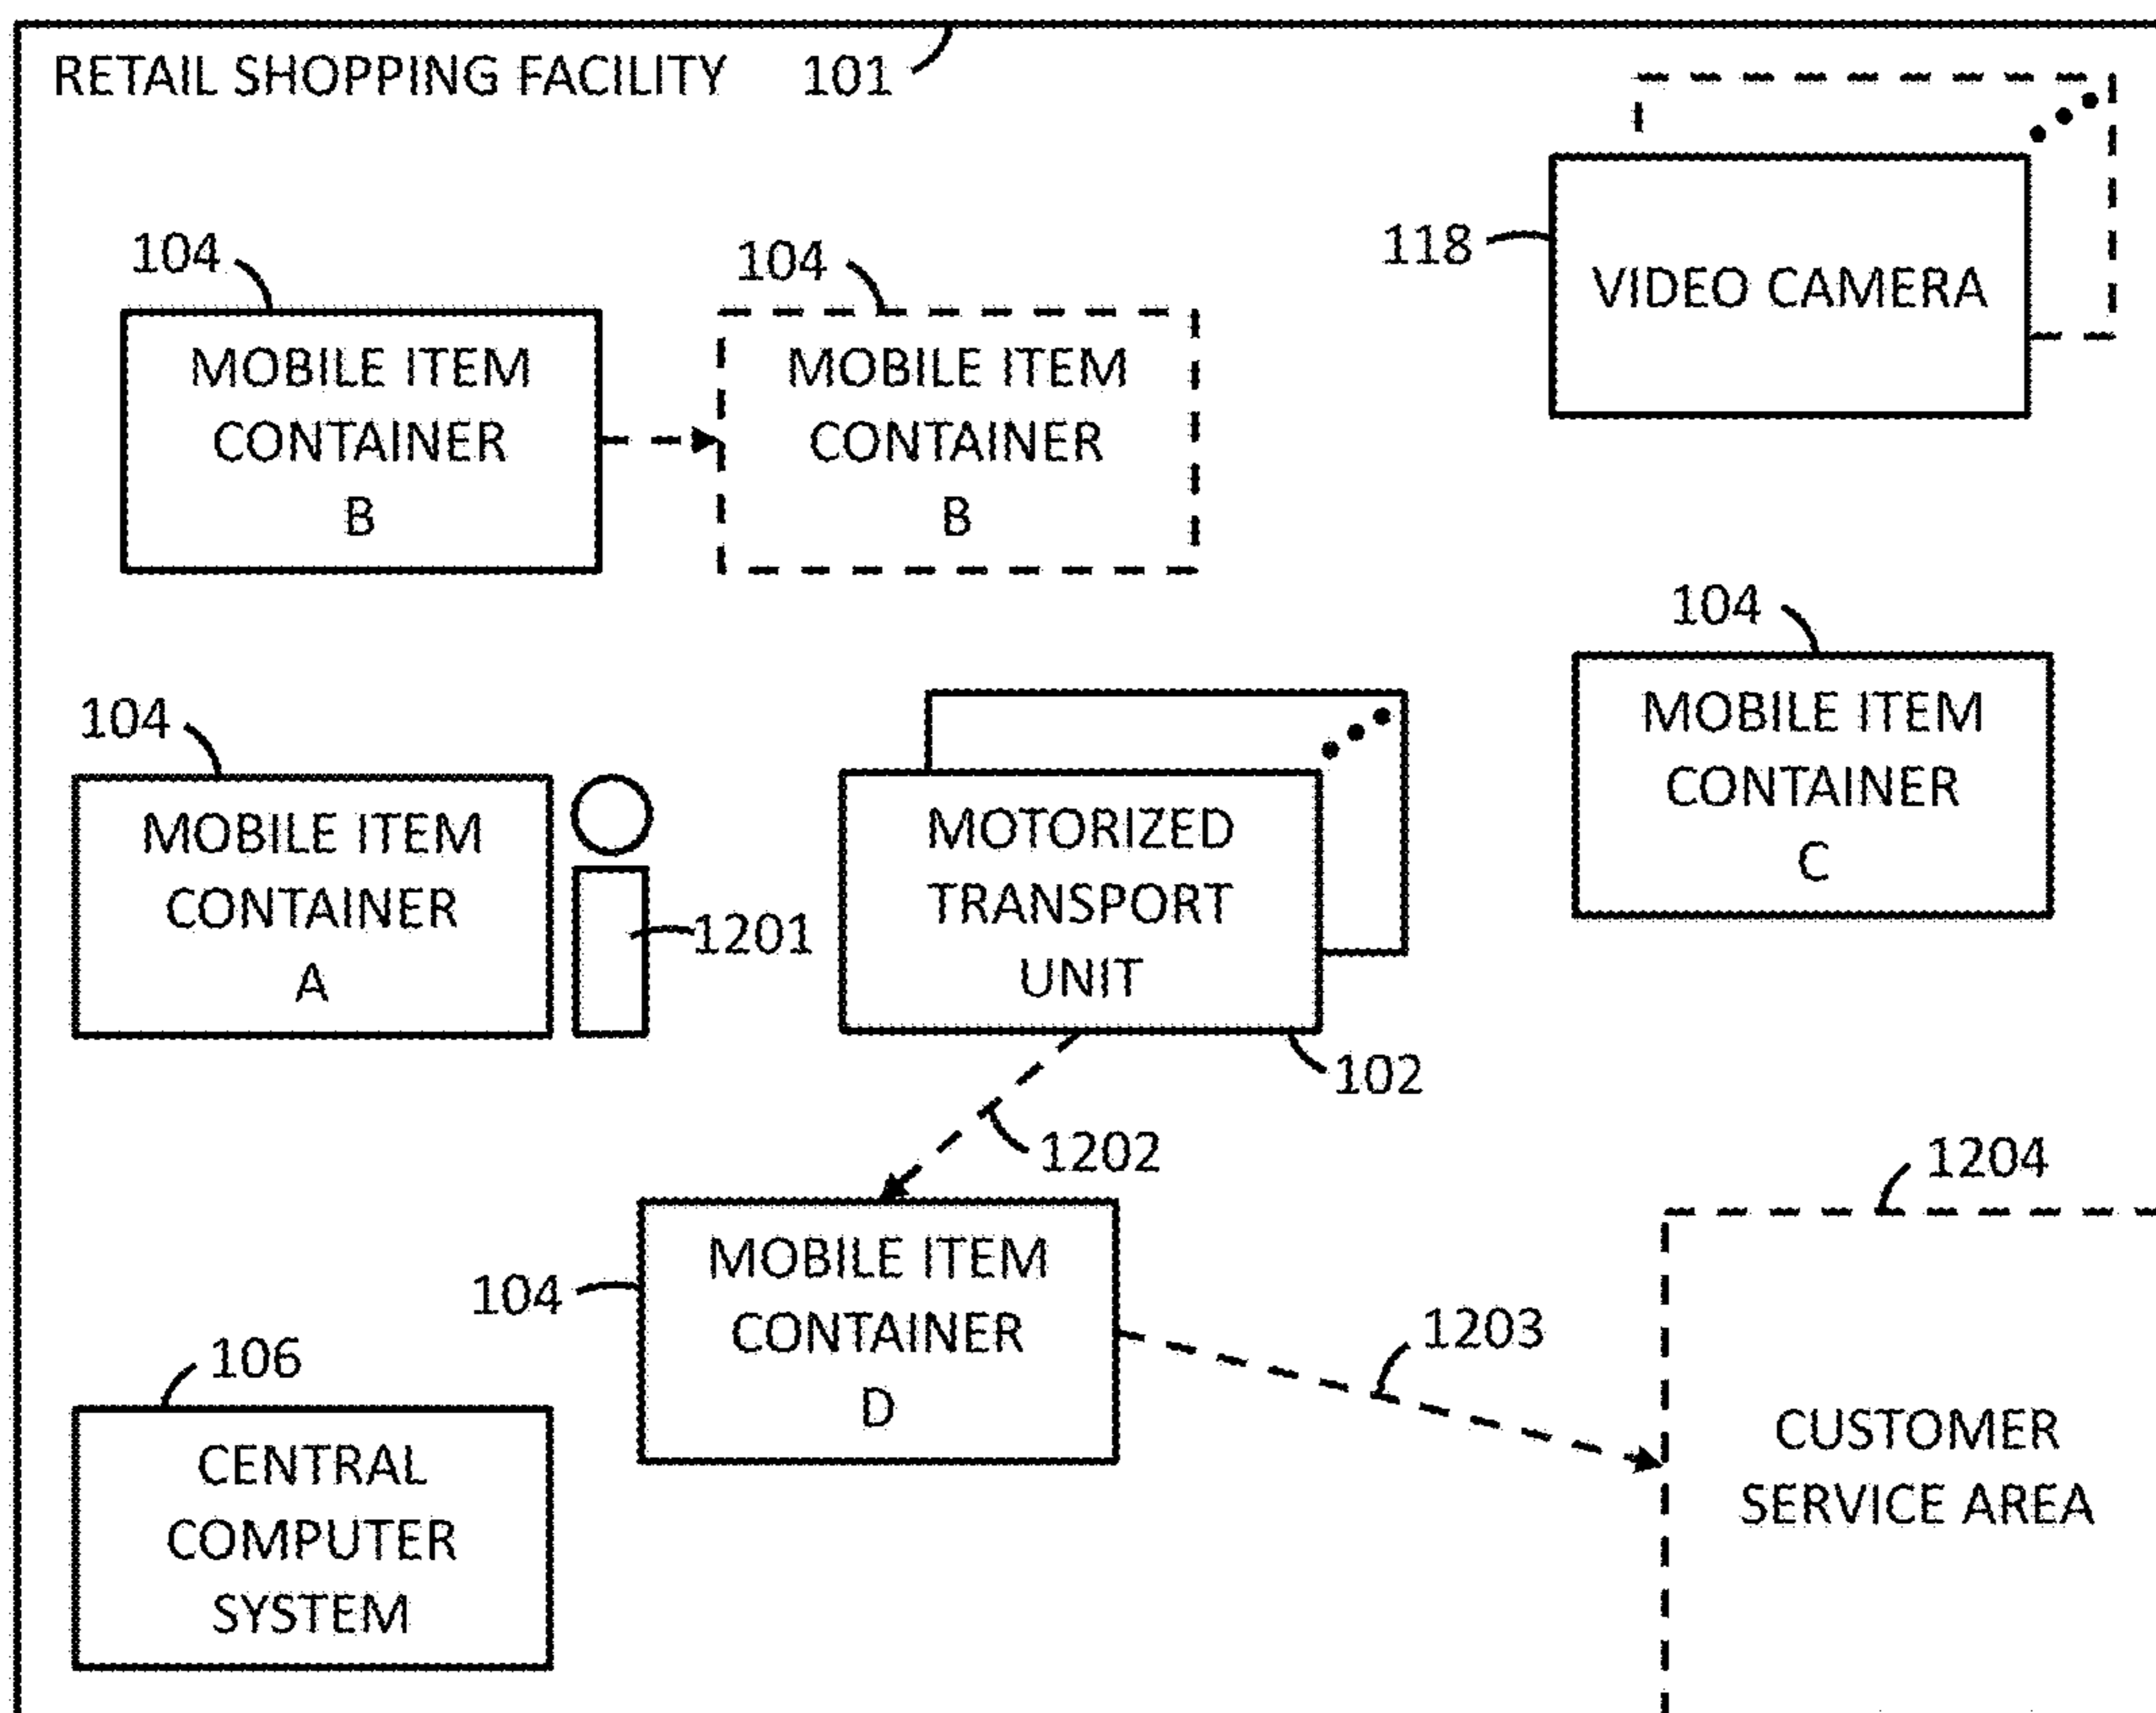 RETAIL SHOPPING FACILITY 101
118
VIDEO CAMERA
104
MOBILE ITEM
CONTAINER
B
104
MOBILE ITEM
CONTAINER
B
104
MOBILE ITEM
CONTAINER
C
104
MOBILE ITEM
CONTAINER
A
1201
MOTORIZED
TRANSPORT
UNIT
102
1202
104
MOBILE ITEM
CONTAINER
D
1203
1204
CUSTOMER
SERVICE AREA
106
CENTRAL
COMPUTER
SYSTEM